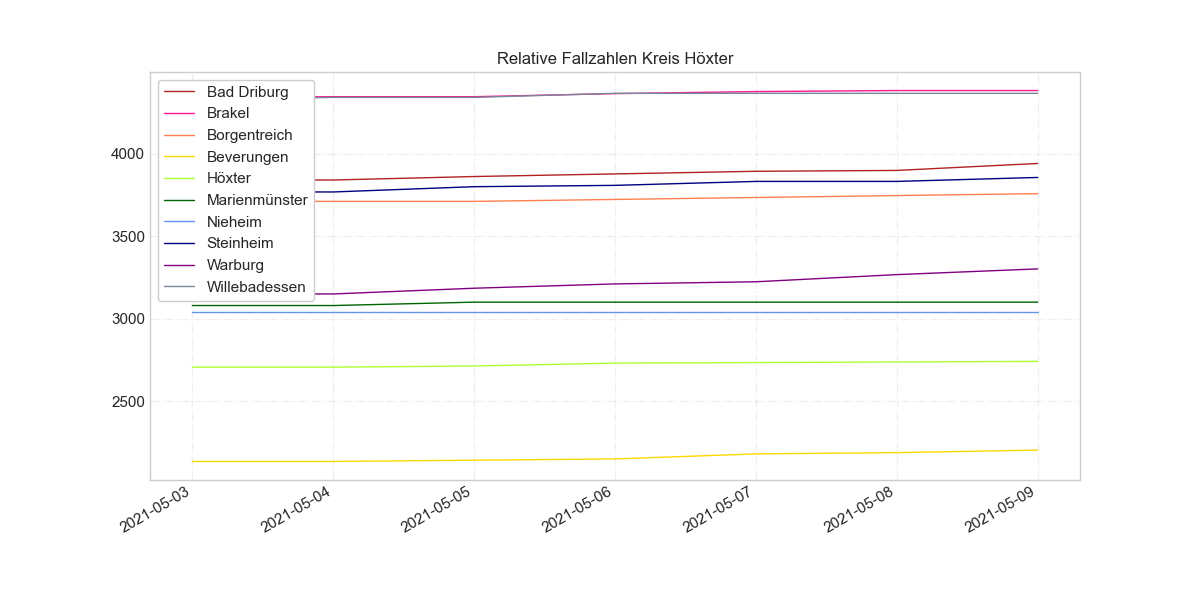 Relative Fallzahlen Kreis Höxter
Bad Driburg
Brakel
Borgentreich
Beverungen
Höxter
Marienmünster
Nieheim
Steinheim
Warburg
Willebadessen
4000
3500
3000
2500
2021-05-03
2021-05-04
2021-05-05
2021-05-06
2021-05-07
2021-05-08
2021-05-09